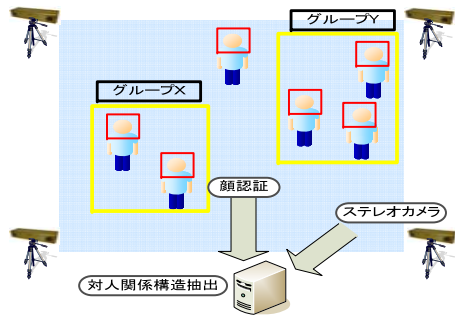 グループY
グループX
顔認証
ステレオカメラ
対人関係構造抽出